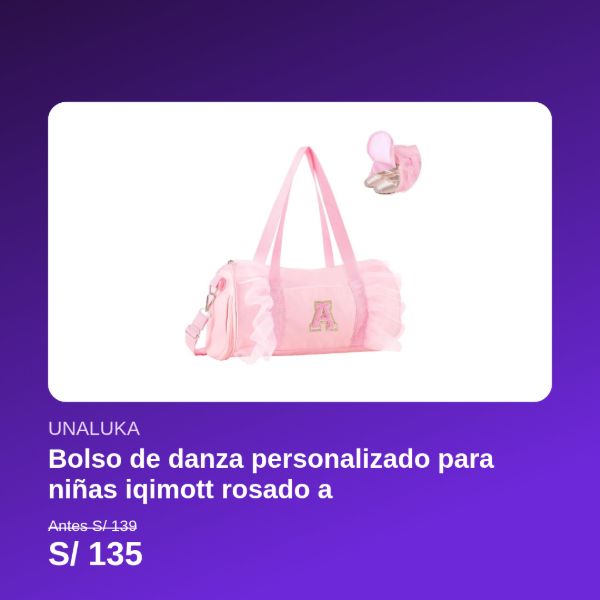 A
UNALUKA
Bolso de danza personalizado para
niñas iqimott rosado a
Antes S/ 139
S/ 135